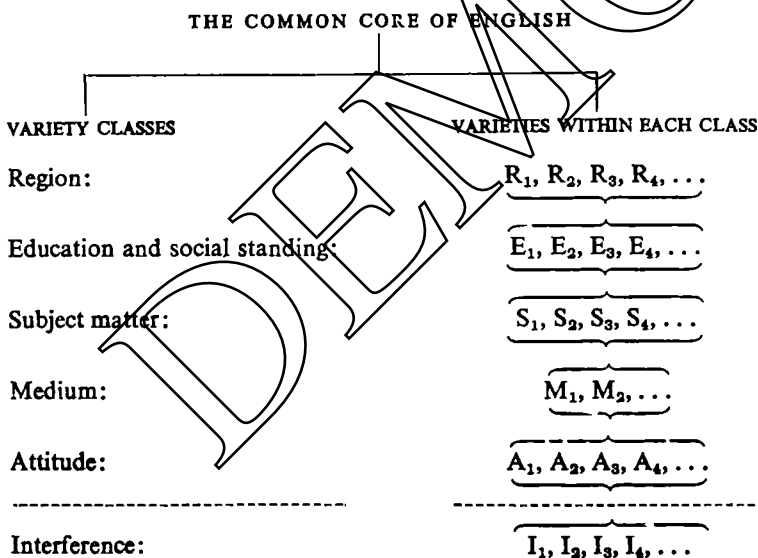 THE COMMON CORE OF ENGLISH
VARIETY CLASSES VARIETIES WITHIN EACH CLASS
Region: R₁, R₂, R₃, R₄, ...
Education and social standing: E₁, E₂, E₃, E₄, ...
Subject matter: S₁, S₂, S₃, S₄, ...
Medium: M₁, M₂, ...
Attitude: A₁, A₂, A₃, A₄, ...
Interference: I₁, I₂, I₃, I₄, ...
DEMO